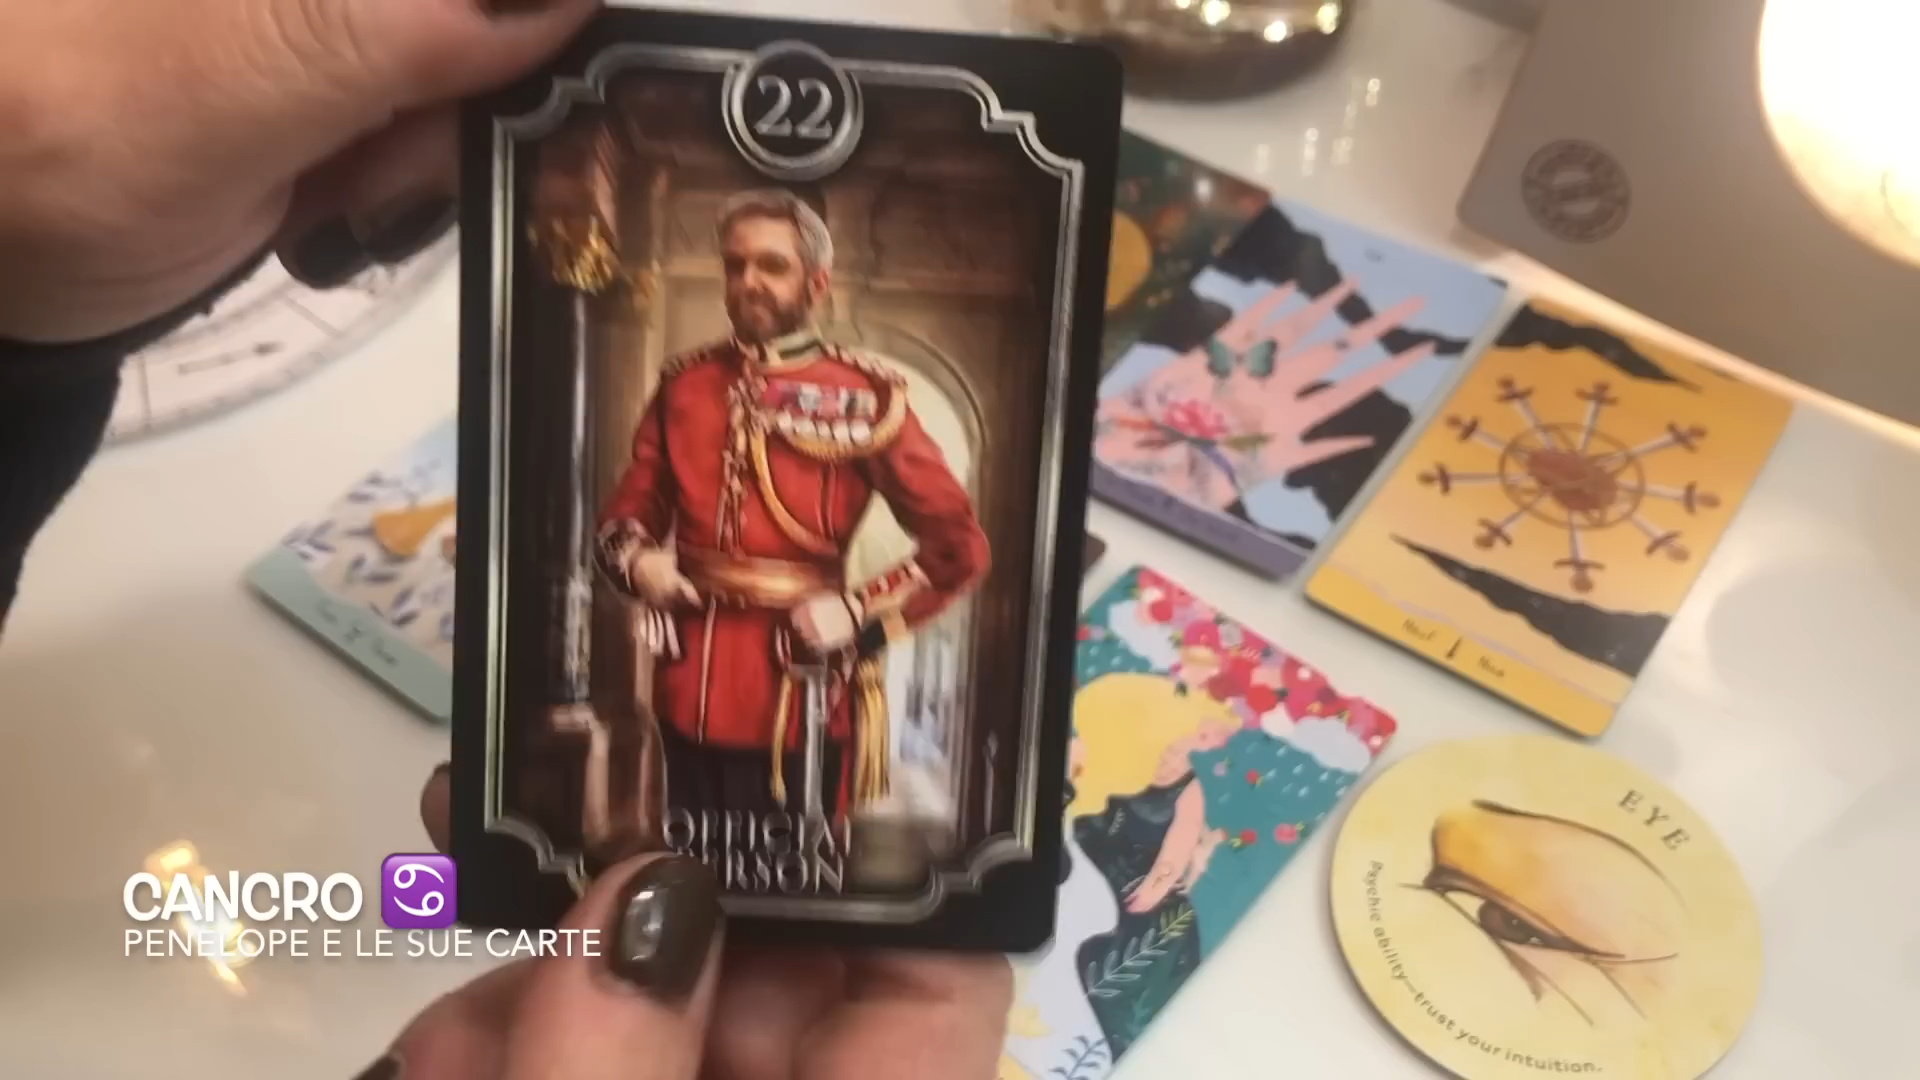 22
OFFICIAL
PERSON
EYE
Psychic ability—trust your intuition.
CANCRO ♋
PENELOPE E LE SUE CARTE